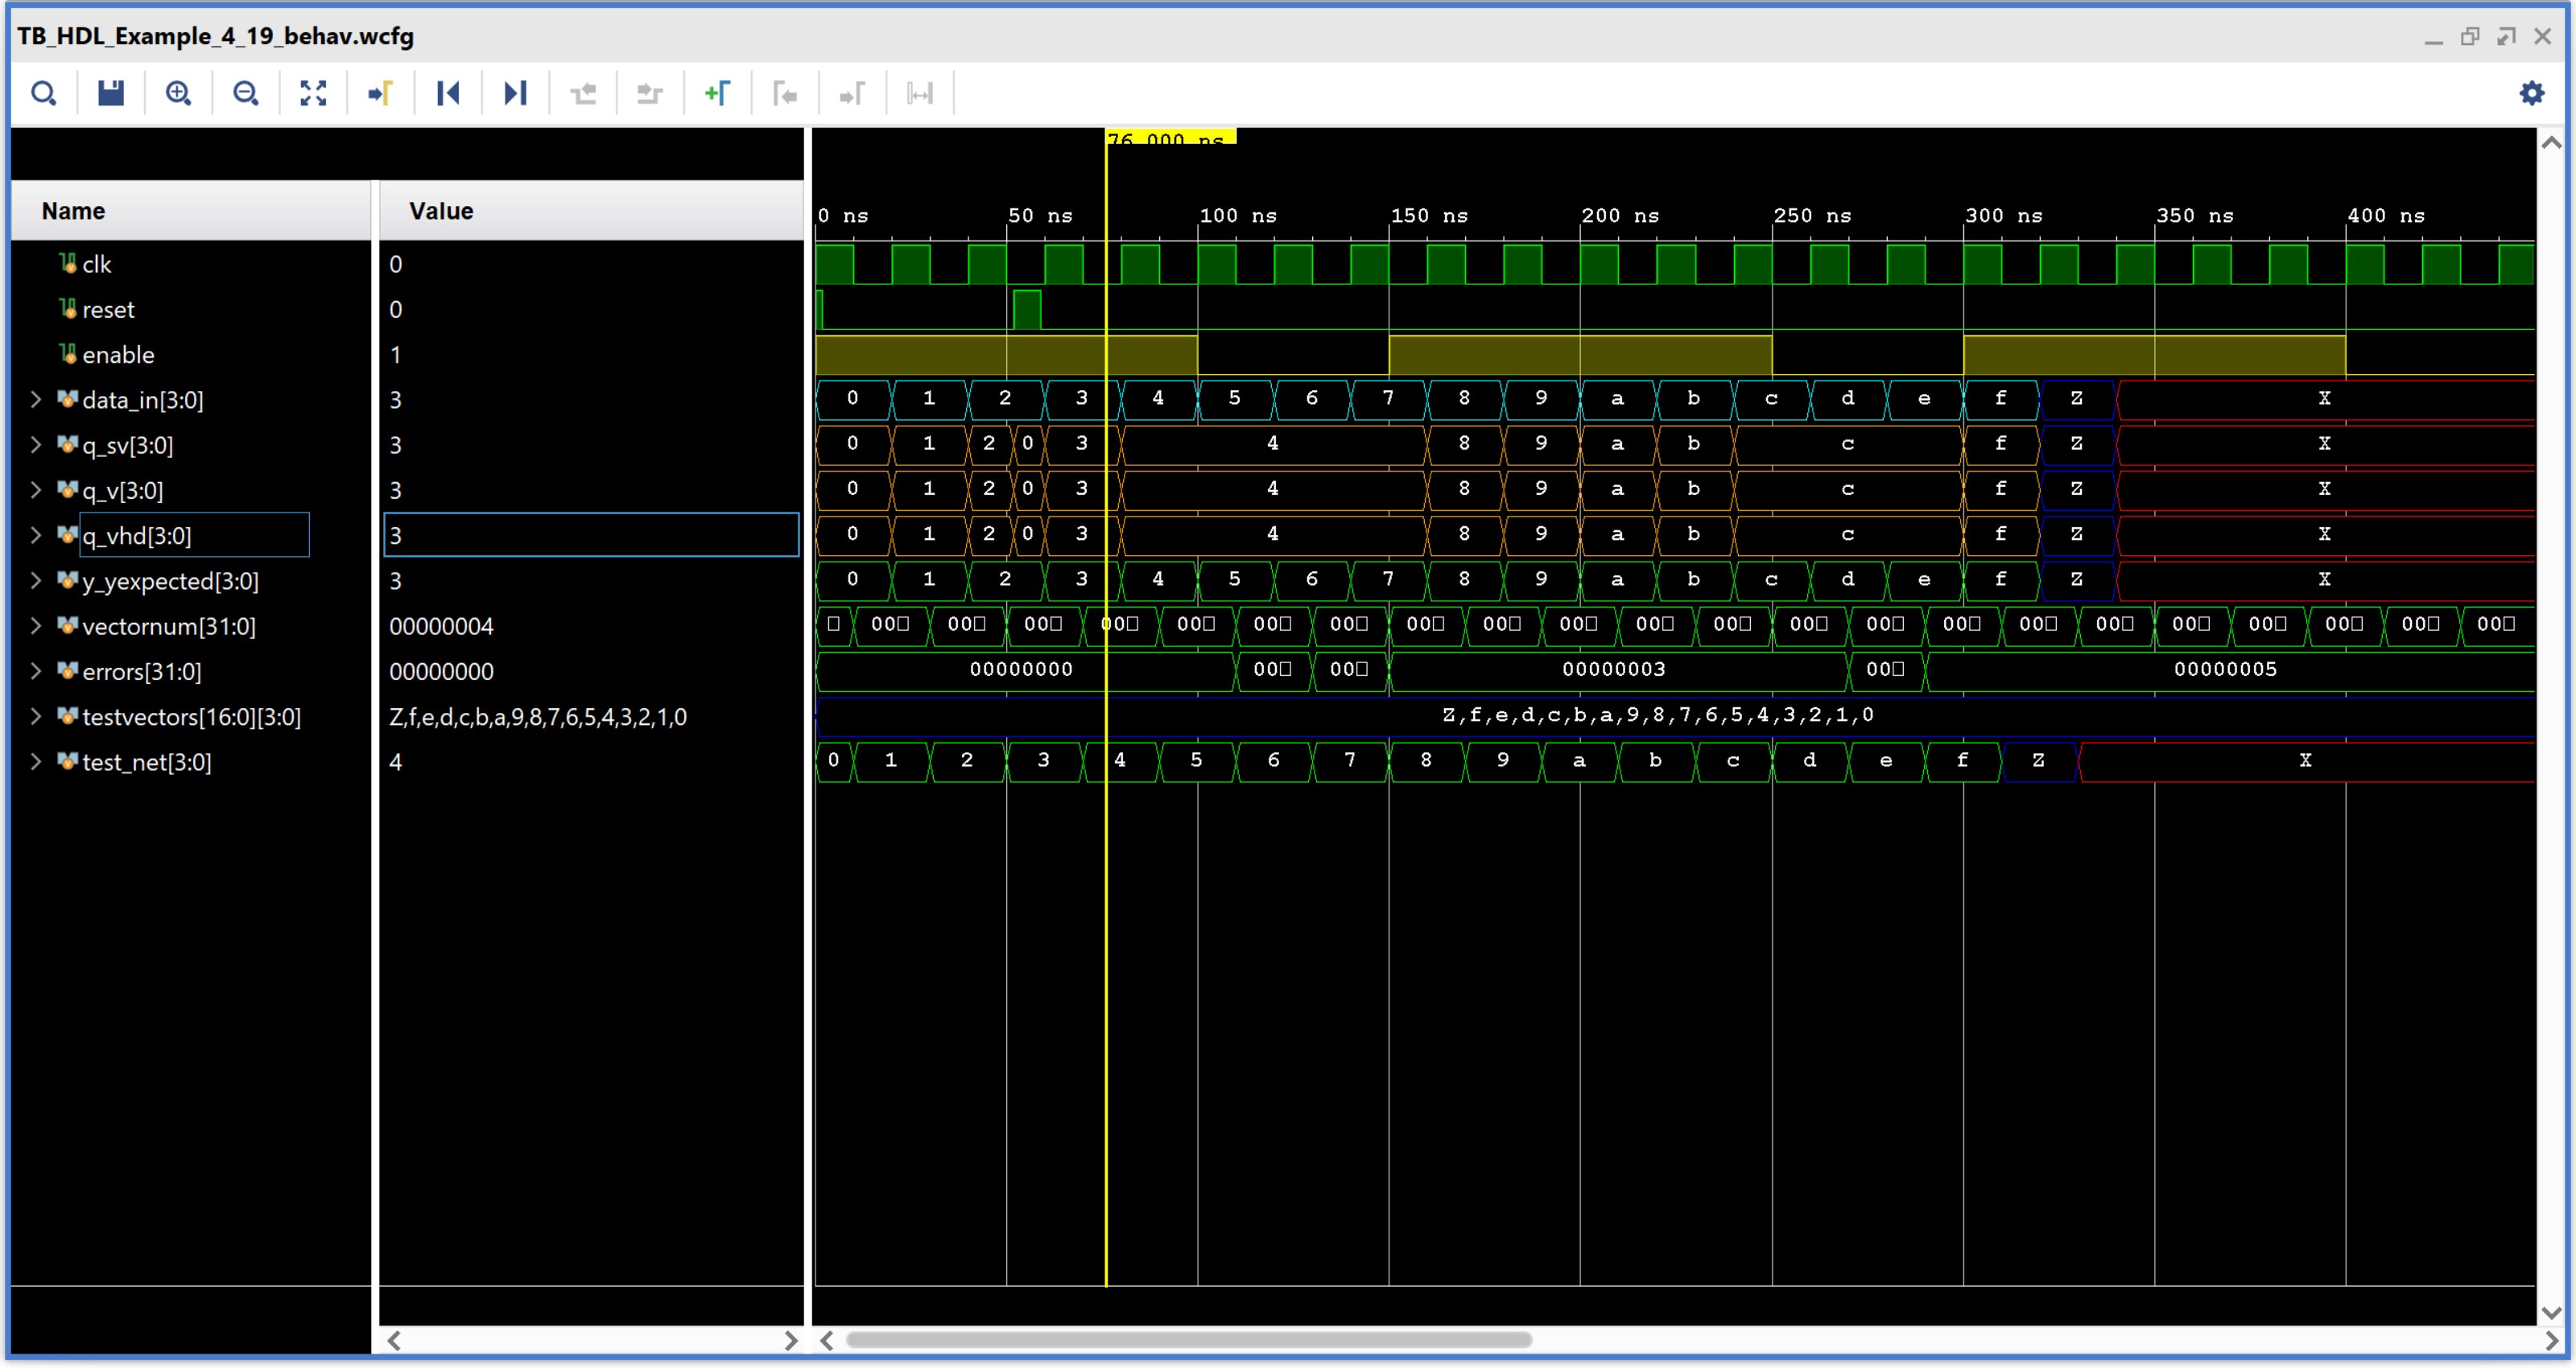 TB_HDL_Example_4_19_behav.wcfg
76.000 ns
Name Value
0 ns 50 ns 100 ns 150 ns 200 ns 250 ns 300 ns 350 ns 400 ns
clk 0
reset 0
enable 1
data_in[3:0] 3 0 1 2 3 4 5 6 7 8 9 a b c d e f Z X
q_sv[3:0] 3 0 1 2 0 3 4 8 9 a b c f Z X
q_v[3:0] 3 0 1 2 0 3 4 8 9 a b c f Z X
q_vhd[3:0] 3 0 1 2 0 3 4 8 9 a b c f Z X
y_yexpected[3:0] 3 0 1 2 3 4 5 6 7 8 9 a b c d e f Z X
vectornum[31:0] 00000004 00 00 00 00 00 00 00 00 00 00 00 00 00 00 00 00 00 00 00 00 00 00
errors[31:0] 00000000 00000000 00 00 00000003 00 00000005
testvectors[16:0][3:0] Z,f,e,d,c,b,a,9,8,7,6,5,4,3,2,1,0 Z,f,e,d,c,b,a,9,8,7,6,5,4,3,2,1,0
test_net[3:0] 4 0 1 2 3 4 5 6 7 8 9 a b c d e f Z X